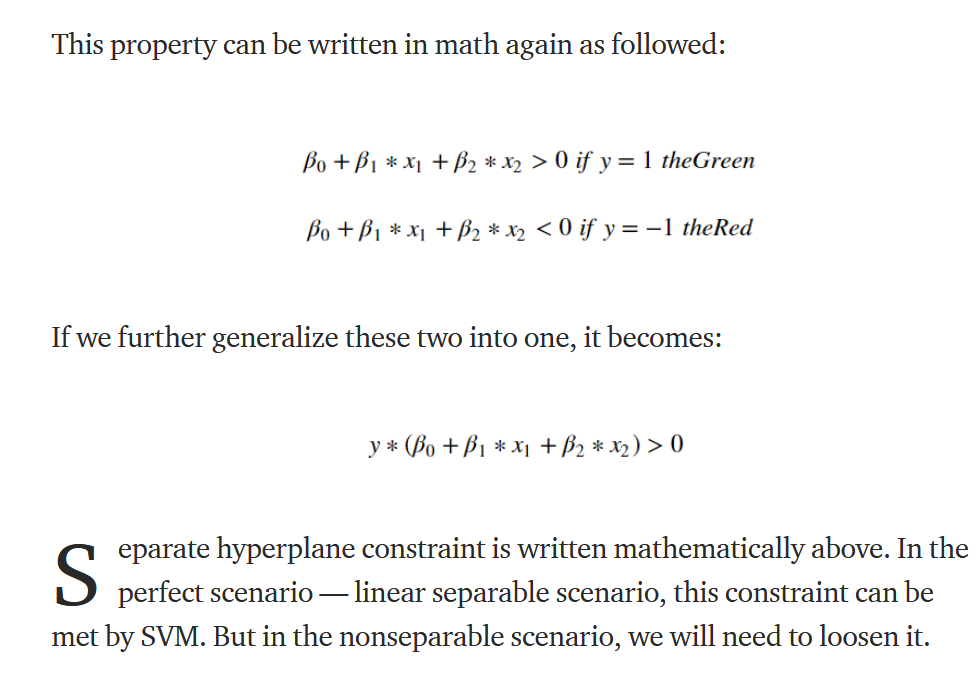 This property can be written in math again as followed:
β₀ + β₁ * x₁ + β₂ * x₂ > 0 if y = 1 theGreen
β₀ + β₁ * x₁ + β₂ * x₂ < 0 if y = −1 theRed
If we further generalize these two into one, it becomes:
y * (β₀ + β₁ * x₁ + β₂ * x₂) > 0
Separate hyperplane constraint is written mathematically above. In the
perfect scenario — linear separable scenario, this constraint can be
met by SVM. But in the nonseparable scenario, we will need to loosen it.